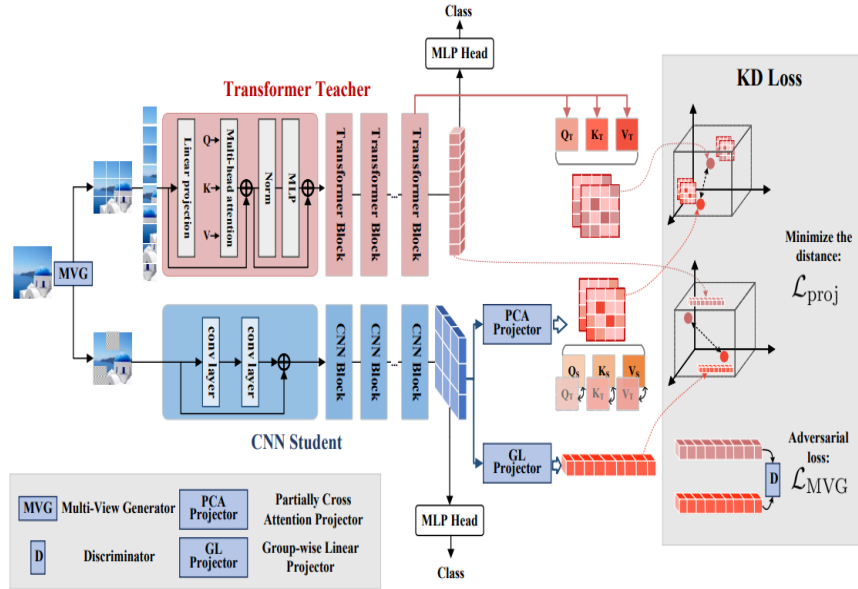 Class
MLP Head
Transformer Teacher
KD Loss
Linear projection
Q
K
V
Multi-head attention
Norm
MLP
Transformer Block
Transformer Block
...
Transformer Block
QT
KT
VT
MVG
Minimize the
distance:
Lproj
conv layer
conv layer
CNN Block
CNN Block
...
CNN Block
PCA
Projector
QS
KS
VS
QT
KT
VT
CNN Student
GL
Projector
Adversarial
loss:
LMVG
D
MLP Head
Class
MVG
Multi-View Generator
PCA
Projector
Partially Cross
Attention Projector
D
Discriminator
GL
Projector
Group-wise Linear
Projector